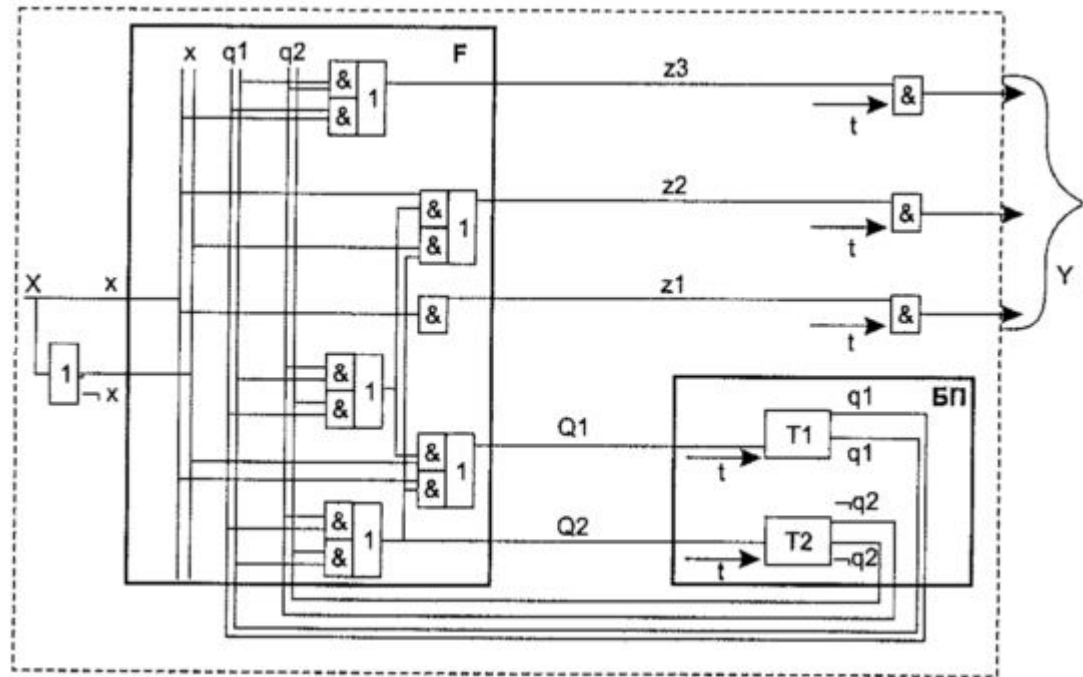 x q1 q2 F
& 1 z3 &
& t
& 1 z2 &
& t
X x & z1 &
t
1 ¬ x & 1
&
БП
q1
Q1 T1
& 1 t q1
&
¬q2
& 1 Q2 T2
& t ¬q2
Y